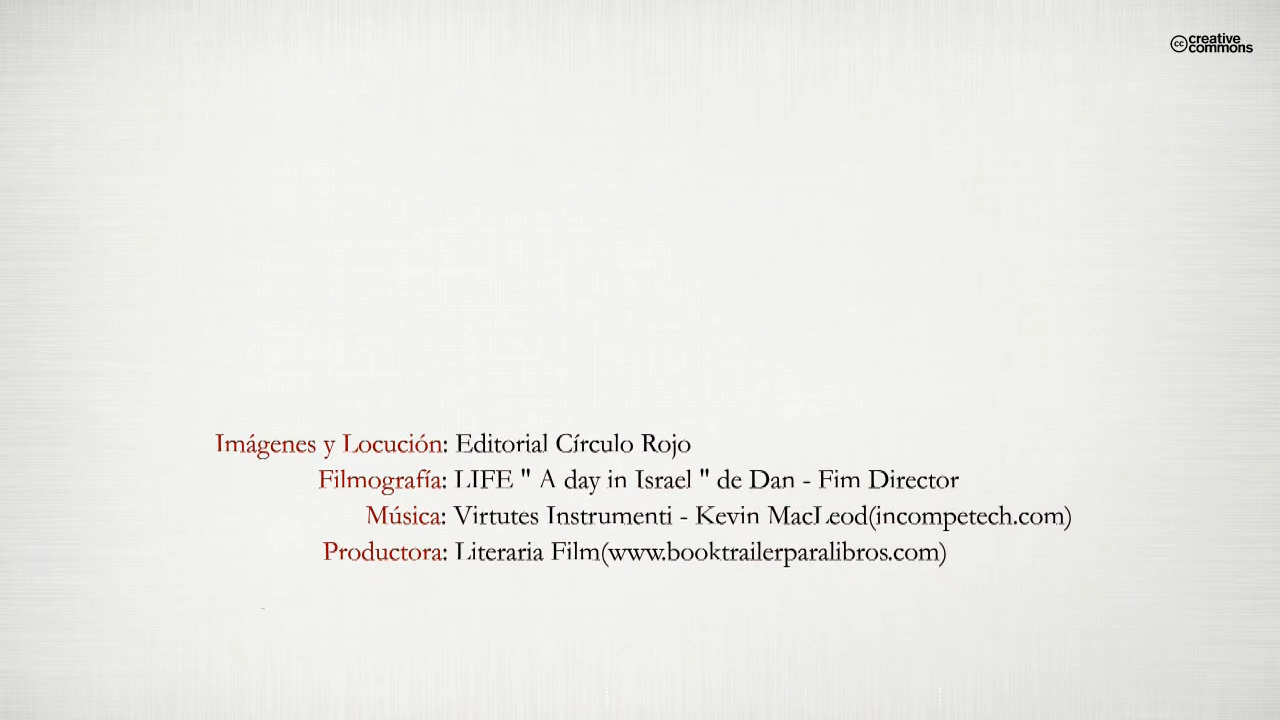 cc creative
commons
Imágenes y Locución: Editorial Círculo Rojo
Filmografía: LIFE " A day in Israel " de Dan - Fim Director
Música: Virtutes Instrumenti - Kevin MacLeod(incompetech.com)
Productora: Literaria Film(www.booktrailerparalibros.com)